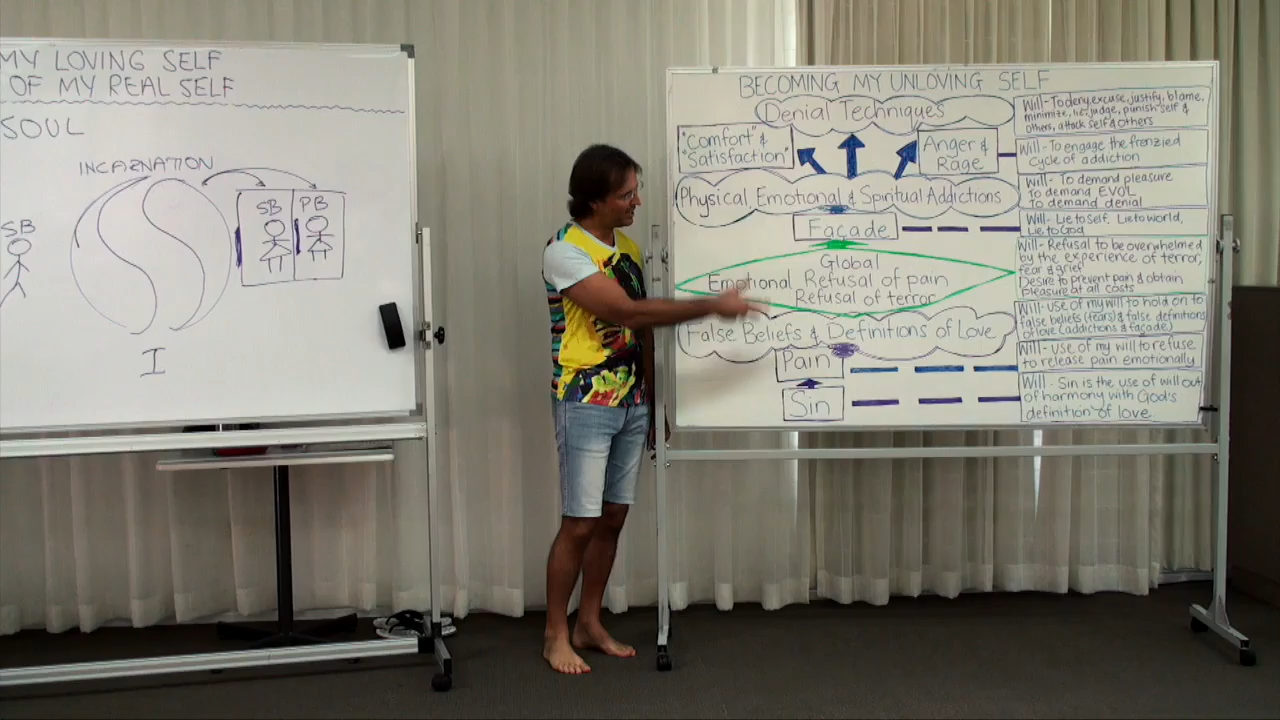 MY LOVING SELF
OF MY REAL SELF
SOUL
INCARNATION
SB
SB PB
I
BECOMING MY UNLOVING SELF
Denial Techniques
"Comfort" &
"Satisfaction"
Anger &
Rage
Physical, Emotional & Spiritual Addictions
Façade
Global
Emotional Refusal of pain
Refusal of terror
False Beliefs & Definitions of Love
Pain
Sin
Will - To deny, excuse, justify, blame,
minimize, lie, judge, punish self &
others, attack self & others
Will - To engage the frenzied
cycle of addiction
Will - To demand pleasure
To demand EVOL
To demand denial
Will - Lie to Self, Lie to world,
Lie to God
Will - Refusal to be overwhelmed
by the experience of terror,
fear & grief
Desire to prevent pain & obtain
pleasure at all costs
Will - Use of my will to hold on to
false beliefs (fears) & false definitions
of love (addictions & facade)
Will - Use of my will to refuse
to release pain emotionally
Will - Sin is the use of will out
of harmony with God's
definition of love